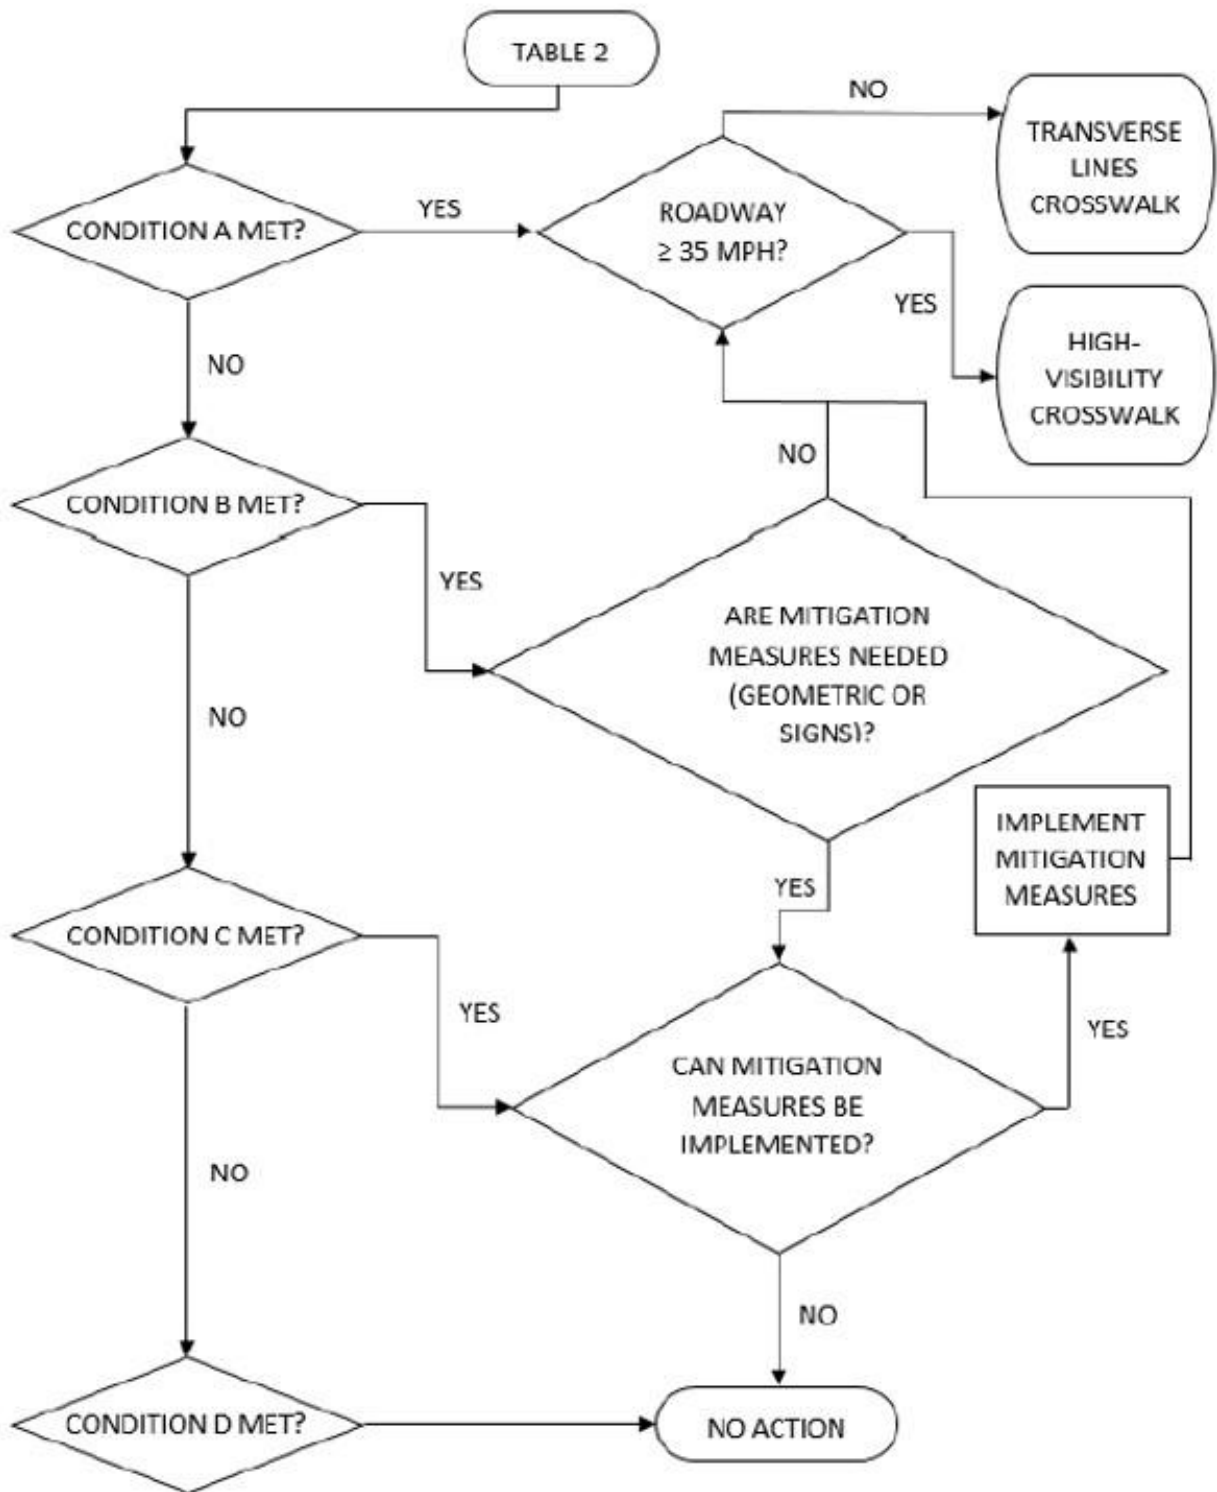 TABLE 2
NO
TRANSVERSE
LINES
CROSSWALK
CONDITION A MET?
YES
ROADWAY
≥ 35 MPH?
YES
HIGH-
VISIBILITY
CROSSWALK
NO
NO
CONDITION B MET?
YES
ARE MITIGATION
MEASURES NEEDED
(GEOMETRIC OR
SIGNS)?
NO
IMPLEMENT
MITIGATION
MEASURES
YES
CONDITION C MET?
YES
YES
CAN MITIGATION
MEASURES BE
IMPLEMENTED?
NO
NO
CONDITION D MET?
NO ACTION